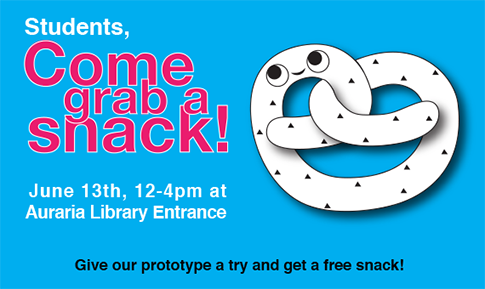 Students,
Come
grab a
snack!
June 13th, 12-4pm at
Auraria Library Entrance
Give our prototype a try and get a free snack!